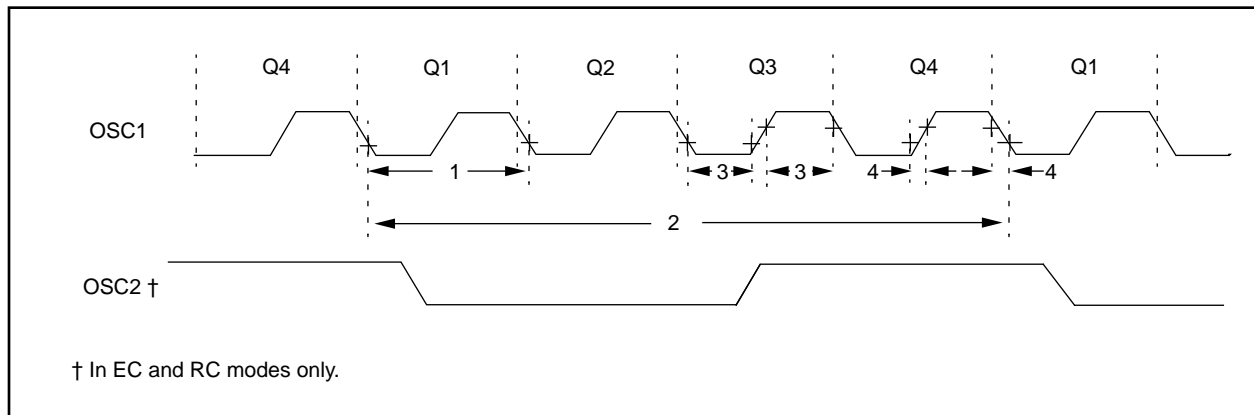 Q4 Q1 Q2 Q3 Q4 Q1
OSC1
1 3 3 4 4
2
OSC2 †
† In EC and RC modes only.